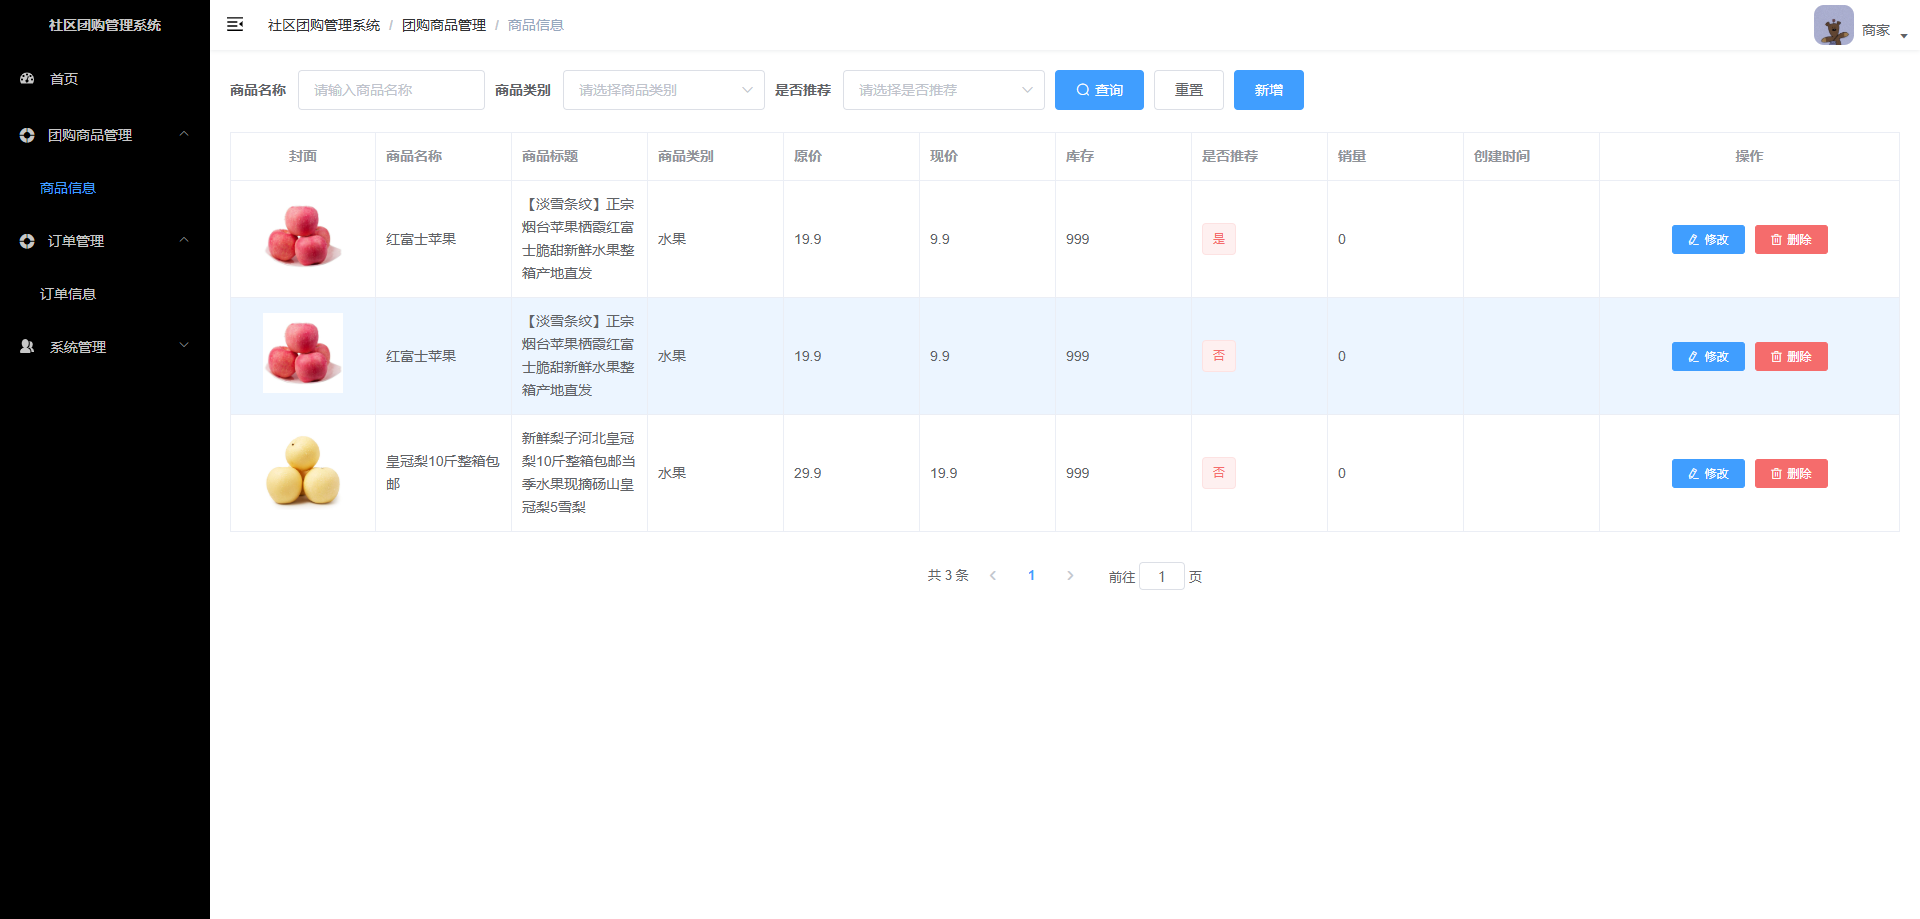 社区团购管理系统
首页
团购商品管理
商品信息
订单管理
订单信息
系统管理
社区团购管理系统 / 团购商品管理 / 商品信息
商家
商品名称 请输入商品名称 商品类别 请选择商品类别 是否推荐 请选择是否推荐 查询 重置 新增
封面 商品名称 商品标题 商品类别 原价 现价 库存 是否推荐 销量 创建时间 操作
【淡雪条纹】正宗
烟台苹果栖霞红富
士脆甜新鲜水果整
箱产地直发
红富士苹果 水果 19.9 9.9 999 是 0 修改 删除
【淡雪条纹】正宗
烟台苹果栖霞红富
士脆甜新鲜水果整
箱产地直发
红富士苹果 水果 19.9 9.9 999 否 0 修改 删除
皇冠梨10斤整箱包
邮
新鲜梨子河北皇冠
梨10斤整箱包邮当
季水果现摘砀山皇
冠梨5雪梨
水果 29.9 19.9 999 否 0 修改 删除
共 3 条 1 前往 1 页